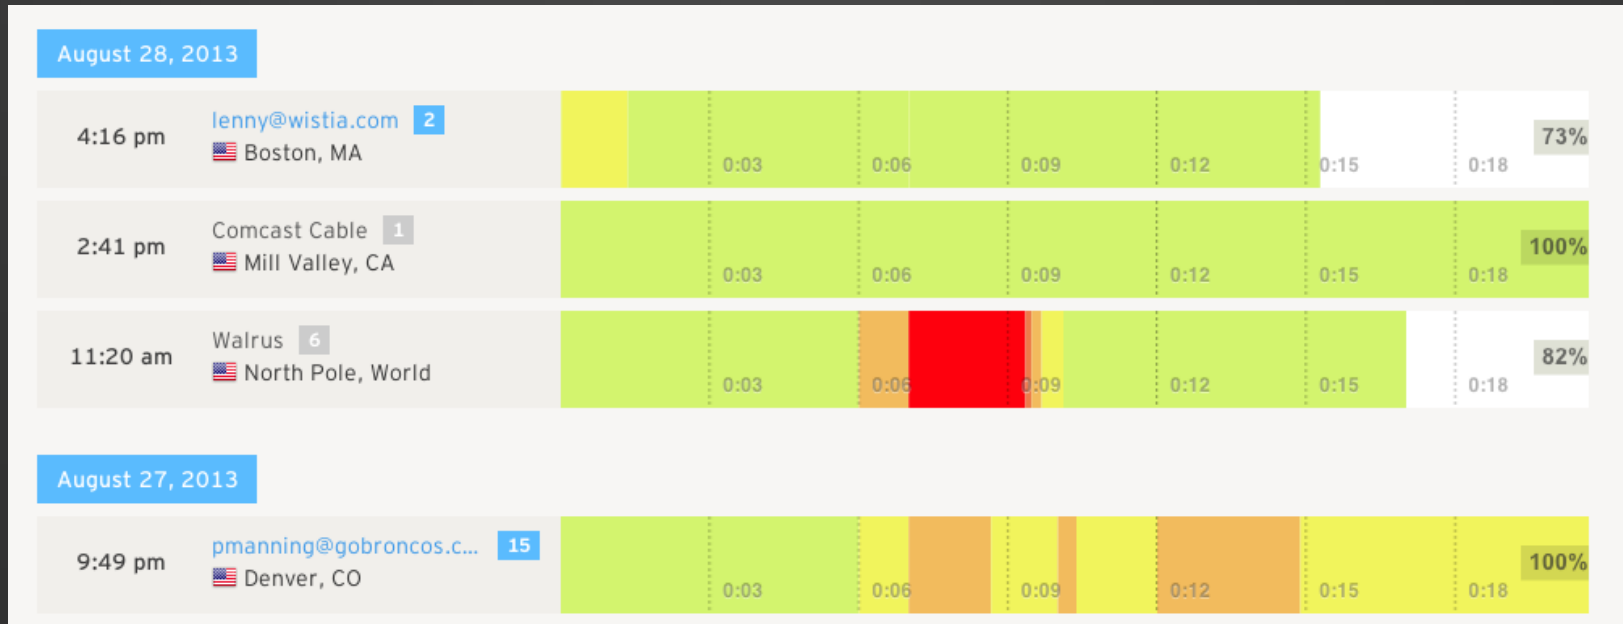 August 28, 2013
4:16 pm
lenny@wistia.com 2
Boston, MA
0:03 0:06 0:09 0:12 0:15 0:18
73%
2:41 pm
Comcast Cable 1
Mill Valley, CA
0:03 0:06 0:09 0:12 0:15 0:18
100%
11:20 am
Walrus 6
North Pole, World
0:03 0:06 0:09 0:12 0:15 0:18
82%
August 27, 2013
9:49 pm
pmanning@gobroncos.c... 15
Denver, CO
0:03 0:06 0:09 0:12 0:15 0:18
100%